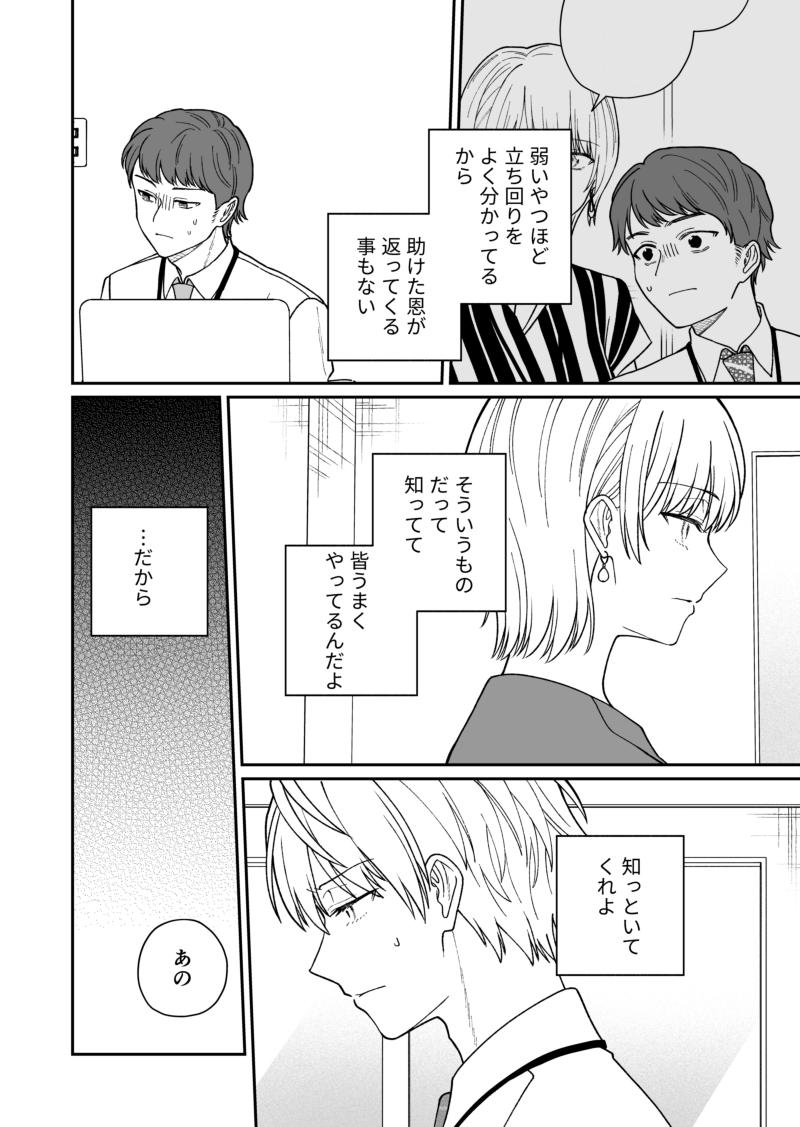 弱いやつほど
立ち回りを
よく分かってる
から
助けた恩が
返ってくる
事もない
そういうもの
だって
知ってて
皆うまく
やってるんだよ
知っといて
くれよ
…だから
あの